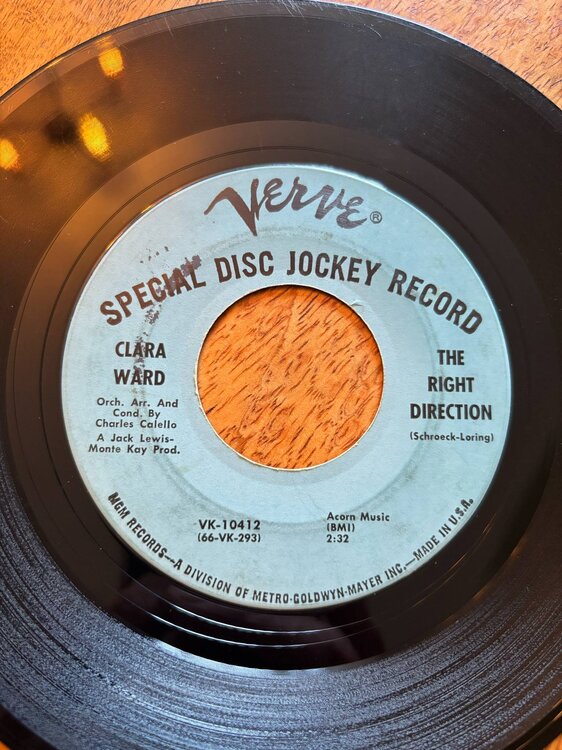 VERVE®
SPECIAL DISC JOCKEY RECORD
CLARA
WARD
Orch. Arr. And
Cond. By
Charles Calello
A Jack Lewis-
Monte Kay Prod.
THE
RIGHT
DIRECTION
(Schroeck-Loring)
VK-10412
(66-VK-293)
Acorn Music
(BMI)
2:32
MGM RECORDS—A DIVISION OF METRO-GOLDWYN-MAYER INC.—MADE IN U.S.A.